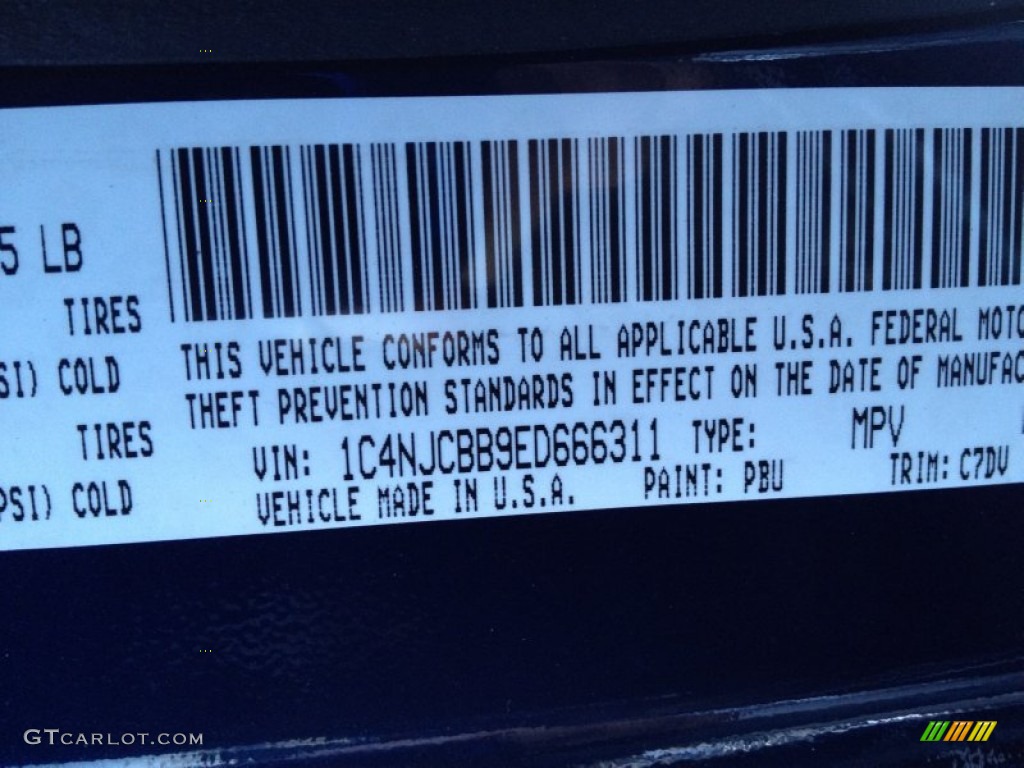 5 LB
TIRES
SI) COLD
TIRES
PSI) COLD
THIS VEHICLE CONFORMS TO ALL APPLICABLE U.S.A. FEDERAL MOTO
THEFT PREVENTION STANDARDS IN EFFECT ON THE DATE OF MANUFAC
VIN: 1C4NJCBB9ED666311 TYPE: MPV
VEHICLE MADE IN U.S.A. PAINT: PBU TRIM: C7DV
GTCARLOT.COM